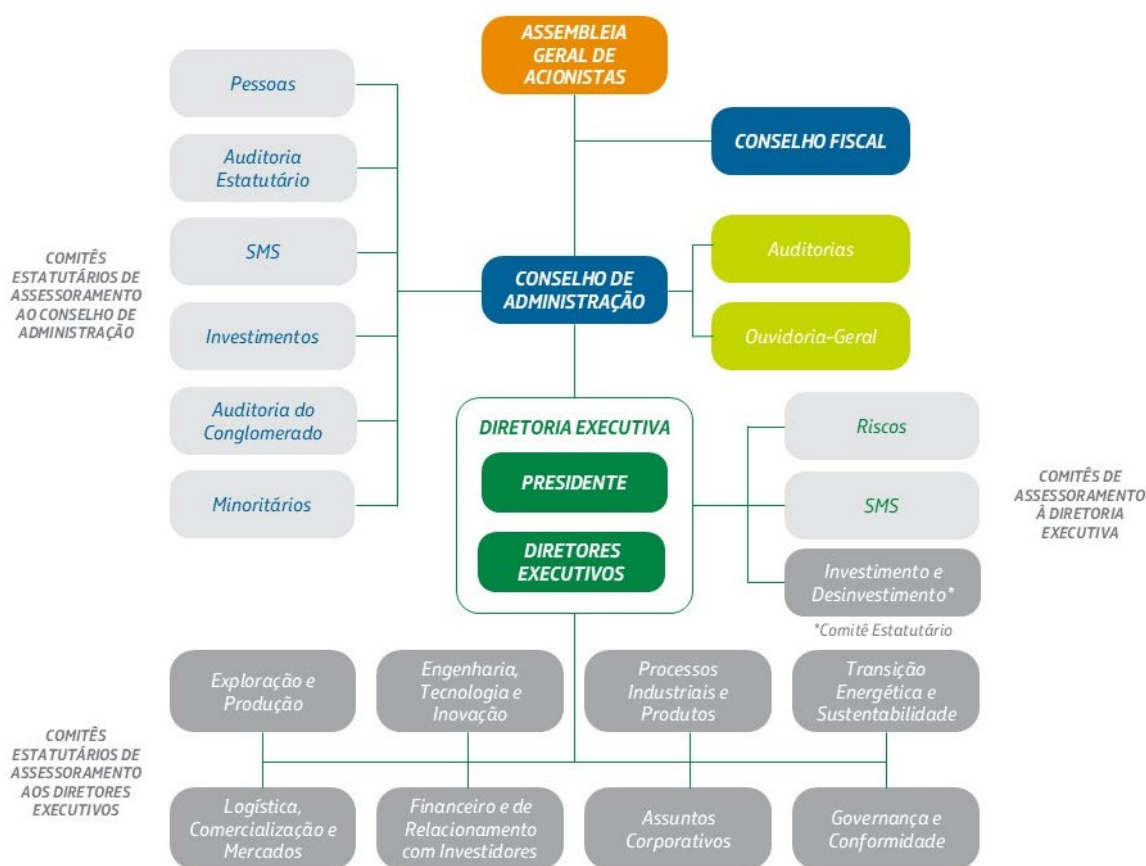 ASSEMBLEIA
GERAL DE
ACIONISTAS
CONSELHO FISCAL
Pessoas
Auditoria
Estatutário
SMS
Investimentos
Auditoria do
Conglomerado
Minoritários
COMITÊS
ESTATUTÁRIOS DE
ASSESSORAMENTO
AO CONSELHO DE
ADMINISTRAÇÃO
CONSELHO DE
ADMINISTRAÇÃO
Auditorias
Ouvidoria-Geral
DIRETORIA EXECUTIVA
PRESIDENTE
DIRETORES
EXECUTIVOS
Riscos
SMS
Investimento e
Desinvestimento*
*Comitê Estatutário
COMITÊS DE
ASSESSORAMENTO
À DIRETORIA
EXECUTIVA
COMITÊS
ESTATUTÁRIOS DE
ASSESSORAMENTO
AOS DIRETORES
EXECUTIVOS
Exploração e
Produção
Engenharia,
Tecnologia e
Inovação
Processos
Industriais e
Produtos
Transição
Energética e
Sustentabilidade
Logística,
Comercialização e
Mercados
Financeiro e de
Relacionamento
com Investidores
Assuntos
Corporativos
Governança e
Conformidade